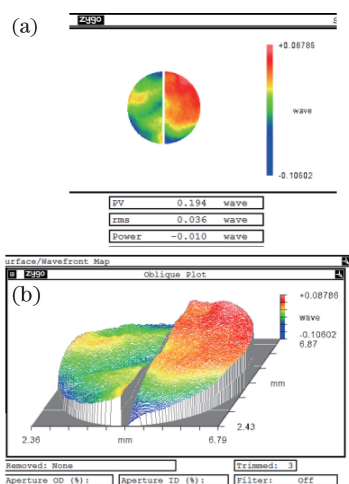 (a)
zygo
+0.08786
wave
-0.10602
PV 0.194 wave
rms 0.036 wave
Power -0.010 wave
urface/Wavefront Map
zygo Oblique Plot
(b)
+0.08786
wave
-0.10602
6.87
mm
2.43
2.36 mm 6.79
Removed: None Trimmed: 3
Aperture OD (%): Aperture ID (%): Filter: Off